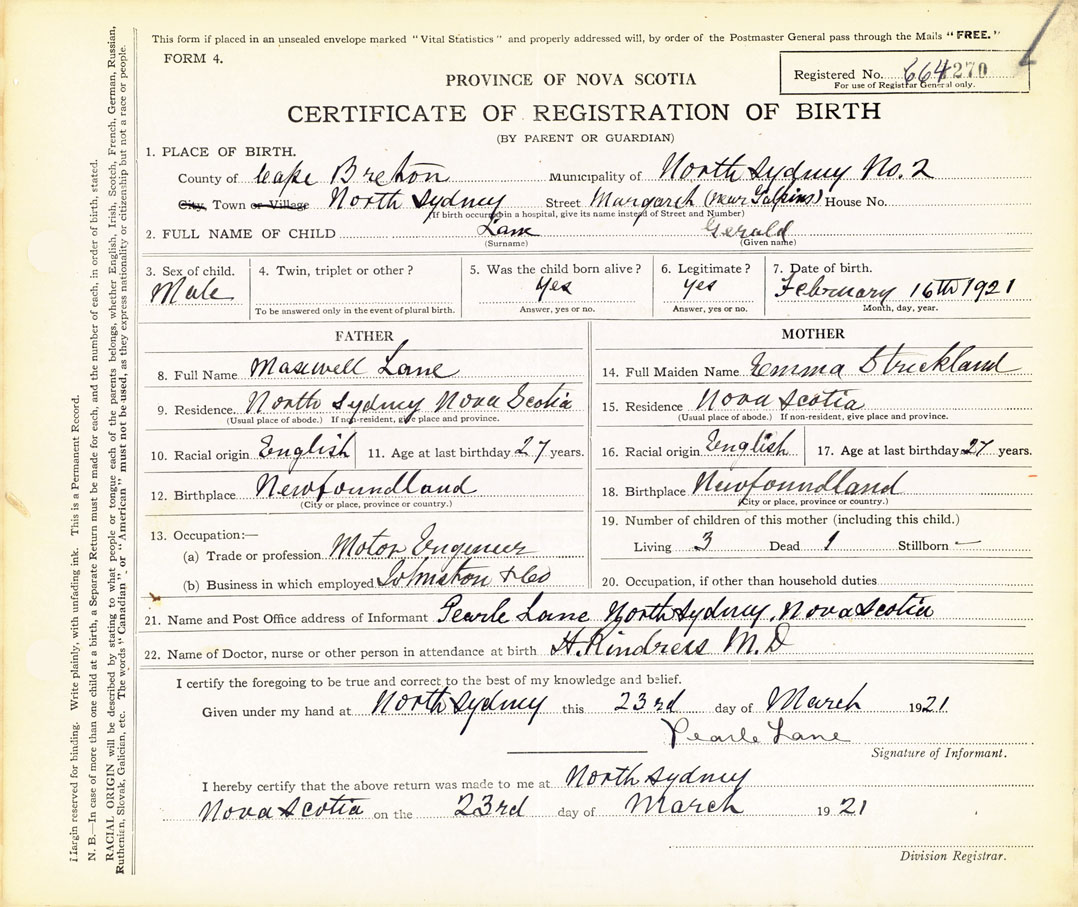 This form if placed in an unsealed envelope marked "Vital Statistics" and properly addressed will, by order of the Postmaster General pass through the Mails "FREE."
FORM 4.
Registered No. 664270
For use of Registrar General only.
PROVINCE OF NOVA SCOTIA
CERTIFICATE OF REGISTRATION OF BIRTH
(BY PARENT OR GUARDIAN)
1. PLACE OF BIRTH.
County of Cape Breton Municipality of North Sydney No. 2
City, Town or Village North Sydney Street Margaret (near ) House No.
(If birth occurred in a hospital, give its name instead of Street and Number)
2. FULL NAME OF CHILD Lane Gerald
(Surname) (Given name)
3. Sex of child. 4. Twin, triplet or other? 5. Was the child born alive? 6. Legitimate? 7. Date of birth.
Male Yes Yes February 16th 1921
To be answered only in the event of plural birth. Answer, yes or no. Answer, yes or no. Month, day, year.
FATHER
8. Full Name Maxwell Lane
9. Residence. North Sydney Nova Scotia
(Usual place of abode.) If non-resident, give place and province.
10. Racial origin English 11. Age at last birthday 27 years.
12. Birthplace Newfoundland
(City or place, province or country.)
13. Occupation:—
(a) Trade or profession Motor Engineer
(b) Business in which employed Johnston & Co
MOTHER
14. Full Maiden Name Emma Strickland
15. Residence Nova Scotia
(Usual place of abode.) If non-resident, give place and province.
16. Racial origin English 17. Age at last birthday 27 years.
18. Birthplace Newfoundland
(City or place, province or country.)
19. Number of children of this mother (including this child.)
Living 3 Dead 1 Stillborn —
20. Occupation, if other than household duties
21. Name and Post Office address of Informant Pearle Lane North Sydney, Nova Scotia
22. Name of Doctor, nurse or other person in attendance at birth H. Rindress M.D
I certify the foregoing to be true and correct to the best of my knowledge and belief.
Given under my hand at North Sydney this 23rd day of March 1921
Pearle Lane
Signature of Informant.
I hereby certify that the above return was made to me at North Sydney
Nova Scotia on the 23rd day of March 1921
Division Registrar.
Margin reserved for binding. Write plainly, with unfading ink. This is a Permanent Record.
N. B.—In case of more than one child at a birth, a Separate Return must be made for each, and the number of each, in order of birth, stated.
RACIAL ORIGIN will be described by stating to what people or tongue each of the parents belongs, whether English, Irish, Scotch, French, German, Russian,
Ruthenian, Slovak, Galician, etc. The words "Canadian" or "American" must not be used, as they express nationality or citizenship but not a race or people.